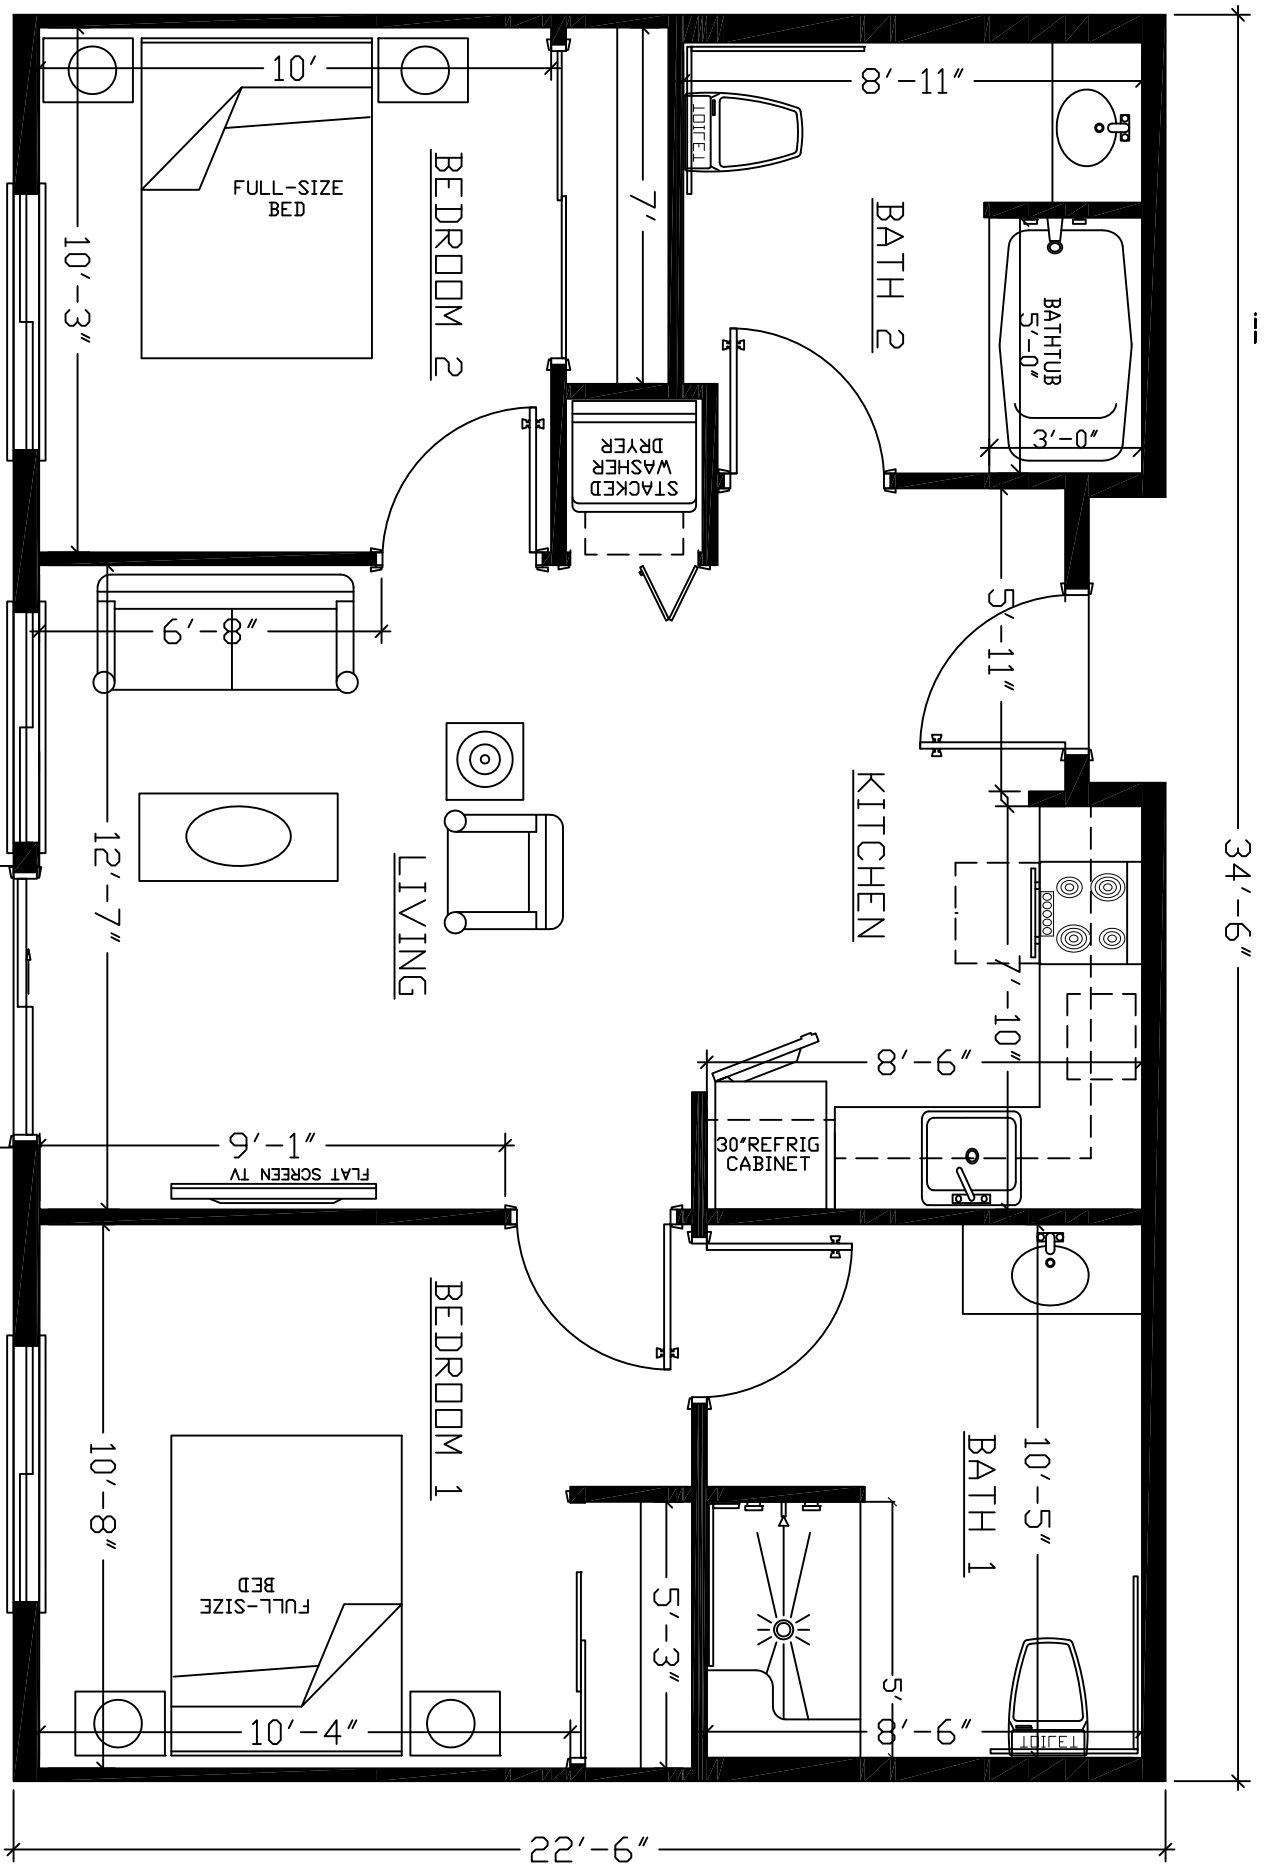 10'
8'-11"
TOILET
FULL-SIZE
BED
BEDROOM 2
7'
BATH 2
10'-3"
BATHTUB
5'-0"
3'-0"
STACKED
WASHER
DRYER
6'-8"
5'-11"
KITCHEN
34'-6"
12'-7"
LIVING
7'-10"
8'-6"
30"REFRIG
CABINET
9'-1"
FLAT SCREEN TV
BEDROOM 1
BATH 1
10'-5"
10'-8"
FULL-SIZE
BED
5'-3"
5'
10'-4"
8'-6"
TOILET
22'-6"